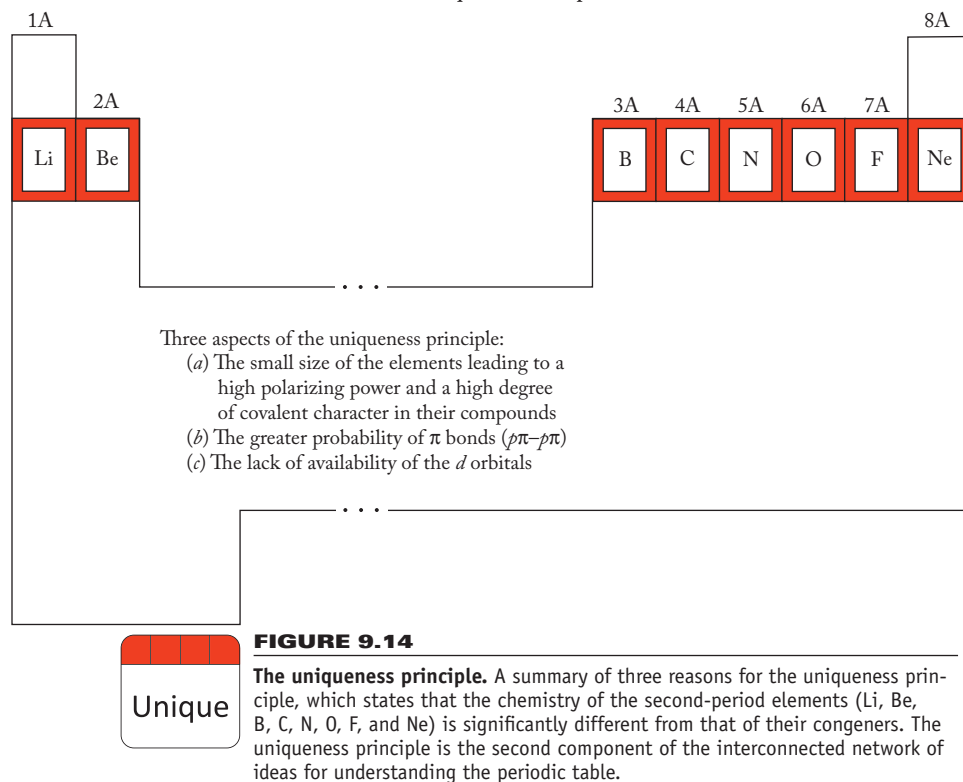 1A
8A
2A
3A 4A 5A 6A 7A
Li Be B C N O F Ne
. . .
Three aspects of the uniqueness principle:
(a) The small size of the elements leading to a
high polarizing power and a high degree
of covalent character in their compounds
(b) The greater probability of π bonds (pπ–pπ)
(c) The lack of availability of the d orbitals
. . .
Unique
FIGURE 9.14
The uniqueness principle. A summary of three reasons for the uniqueness prin-
ciple, which states that the chemistry of the second-period elements (Li, Be,
B, C, N, O, F, and Ne) is significantly different from that of their congeners. The
uniqueness principle is the second component of the interconnected network of
ideas for understanding the periodic table.